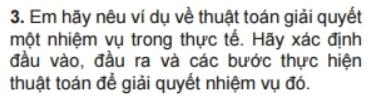 3. Em hãy nêu ví dụ về thuật toán giải quyết
một nhiệm vụ trong thực tế. Hãy xác định
đầu vào, đầu ra và các bước thực hiện
thuật toán để giải quyết nhiệm vụ đó.